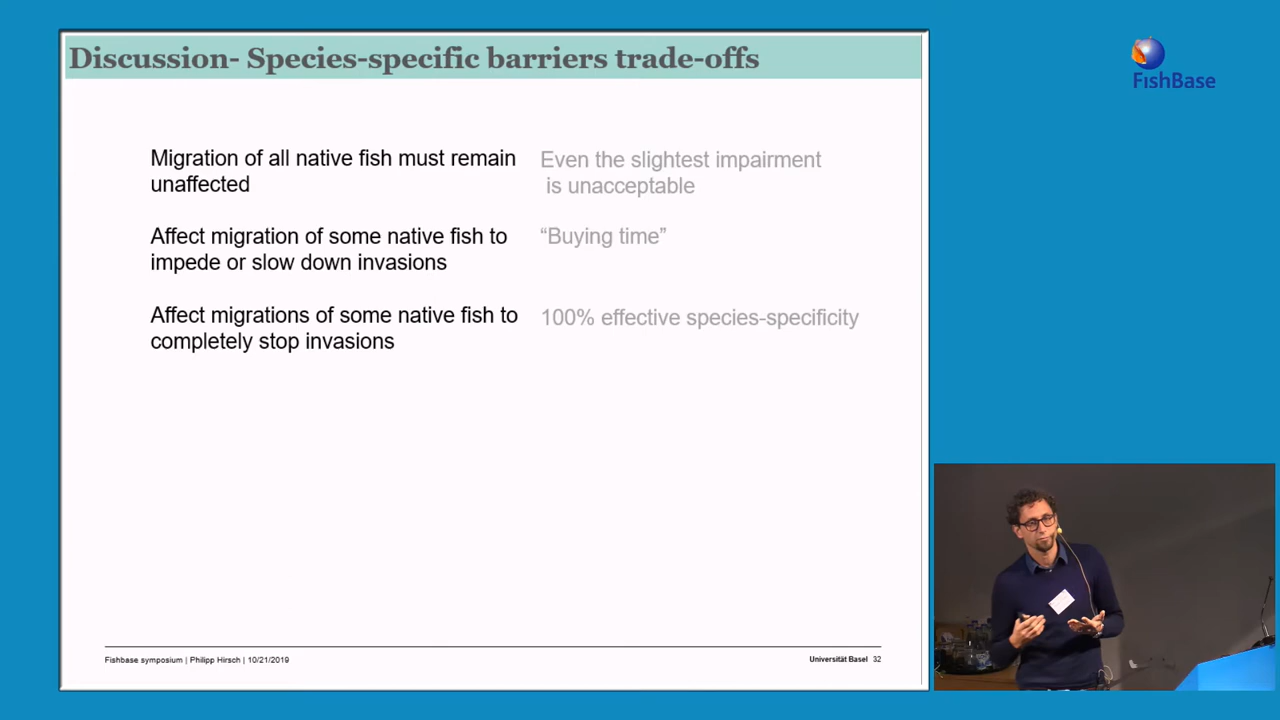 Discussion- Species-specific barriers trade-offs
FishBase
Migration of all native fish must remain
unaffected
Even the slightest impairment
is unacceptable
Affect migration of some native fish to
impede or slow down invasions
“Buying time”
Affect migrations of some native fish to
completely stop invasions
100% effective species-specificity
Fishbase symposium | Philipp Hirsch | 10/21/2019
Universität Basel 32